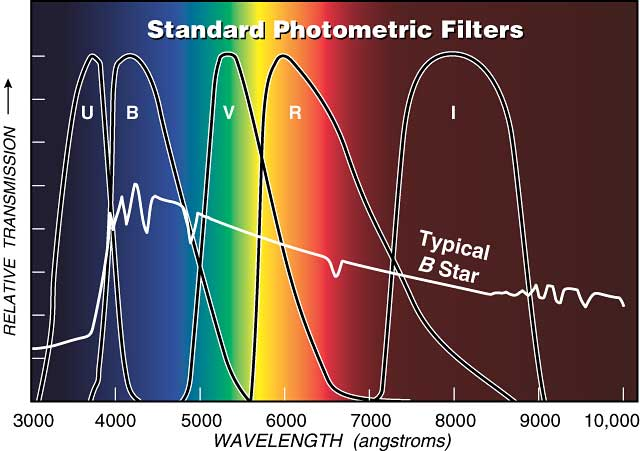 Standard Photometric Filters
U B V R I
Typical
B Star
RELATIVE TRANSMISSION
3000 4000 5000 6000 7000 8000 9000 10,000
WAVELENGTH (angstroms)